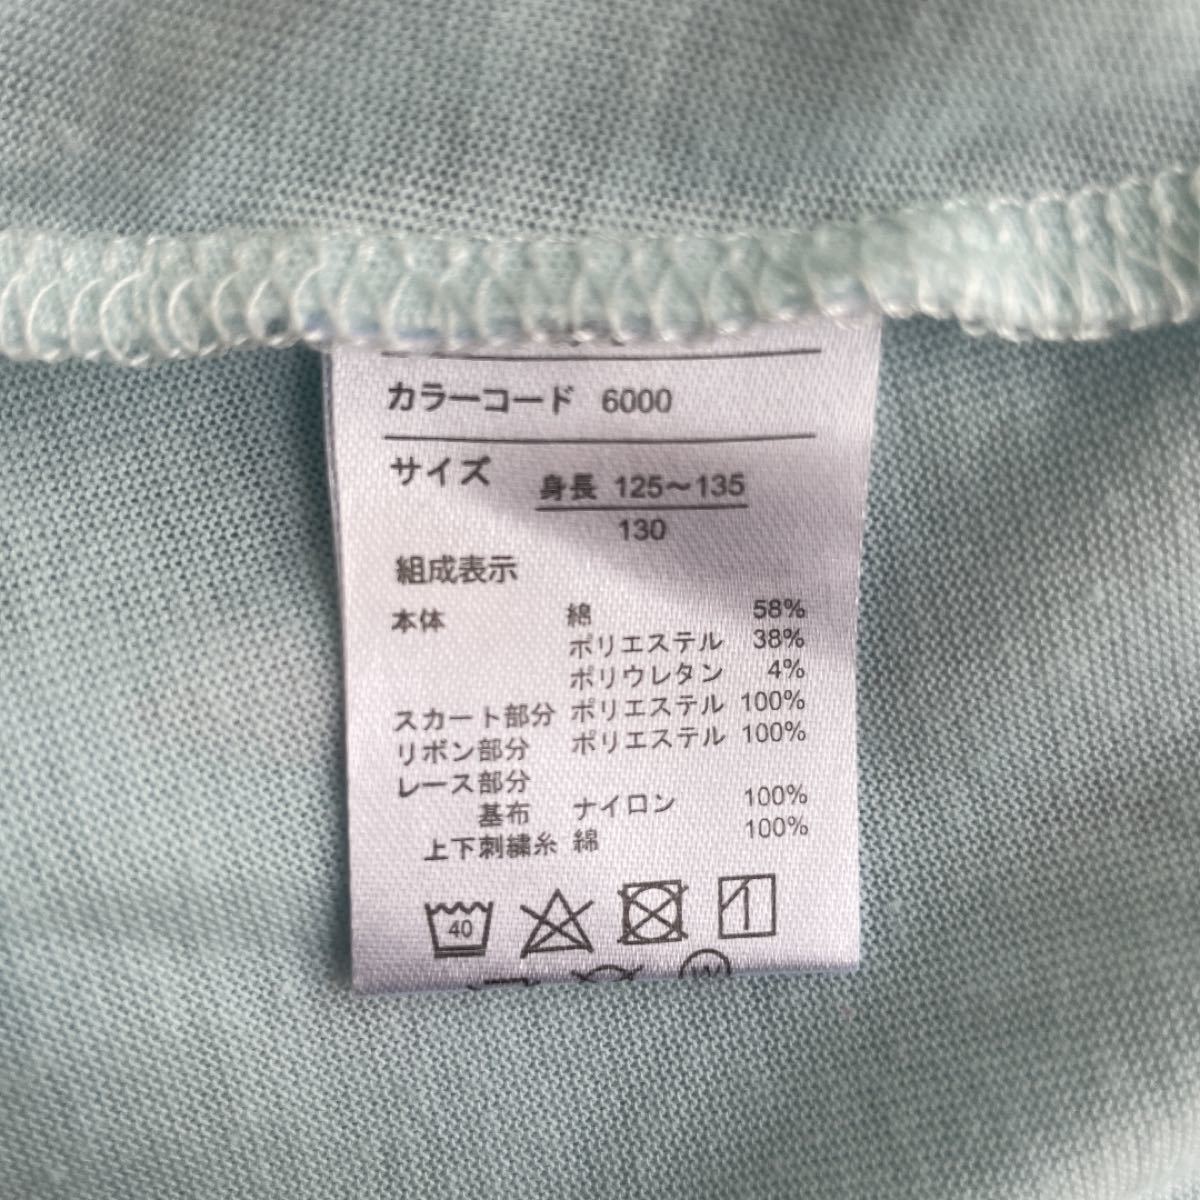 カラーコード 6000
サイズ 身長 125～135
130
組成表示
本体 綿 58%
ポリエステル 38%
ポリウレタン 4%
スカート部分 ポリエステル 100%
リボン部分 ポリエステル 100%
レース部分
基布 ナイロン 100%
上下刺繍糸 綿 100%
40
W